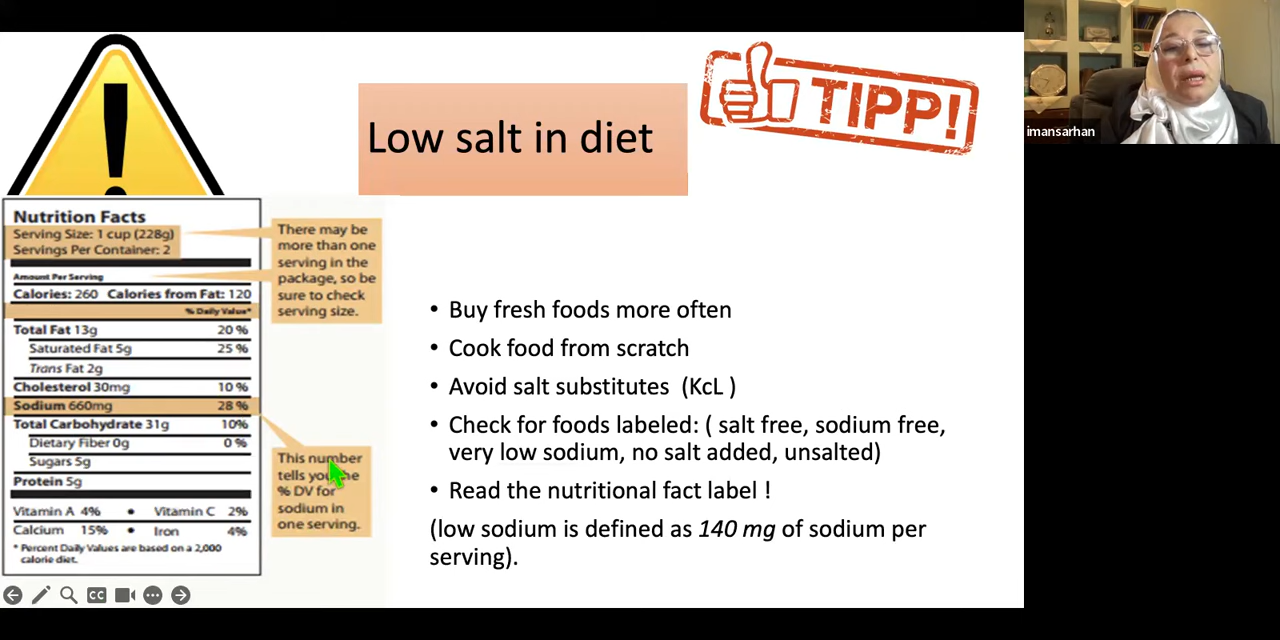 TIPP!
Low salt in diet
imansarhan
Nutrition Facts
Serving Size: 1 cup (228g)
Servings Per Container: 2
Amount Per Serving
Calories: 260 Calories from Fat: 120
% Daily Value*
Total Fat 13g 20 %
Saturated Fat 5g 25 %
Trans Fat 2g
Cholesterol 30mg 10 %
Sodium 660mg 28 %
Total Carbohydrate 31g 10%
Dietary Fiber 0g 0 %
Sugars 5g
Protein 5g
Vitamin A 4% • Vitamin C 2%
Calcium 15% • Iron 4%
* Percent Daily Values are based on a 2,000
calorie diet.
There may be
more than one
serving in the
package, so be
sure to check
serving size.
This number
tells you the
% DV for
sodium in
one serving.
• Buy fresh foods more often
• Cook food from scratch
• Avoid salt substitutes (KcL )
• Check for foods labeled: ( salt free, sodium free,
very low sodium, no salt added, unsalted)
• Read the nutritional fact label !
(low sodium is defined as 140 mg of sodium per
serving).
CC